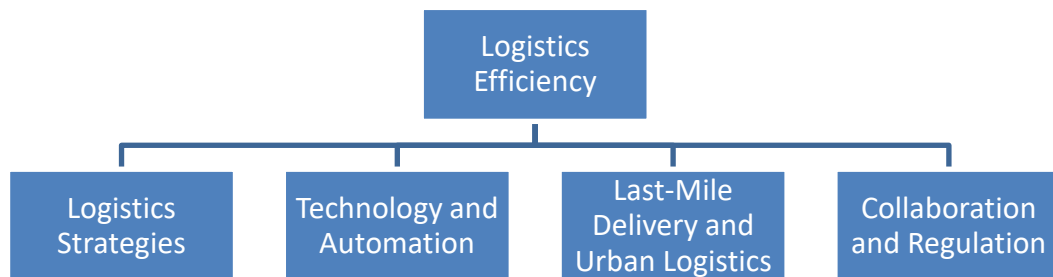 Logistics
Efficiency
Logistics
Strategies
Technology and
Automation
Last-Mile
Delivery and
Urban Logistics
Collaboration
and Regulation